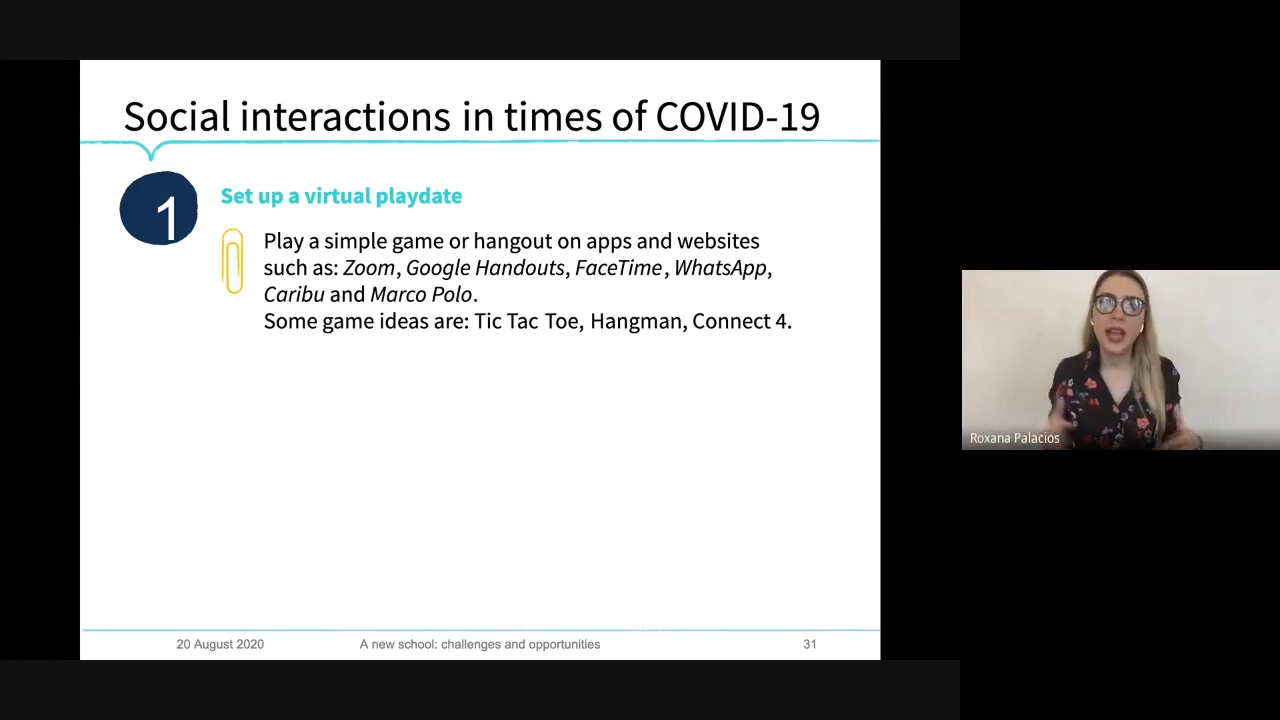 Social interactions in times of COVID-19
1
Set up a virtual playdate
Play a simple game or hangout on apps and websites
such as: Zoom, Google Handouts, FaceTime, WhatsApp,
Caribu and Marco Polo.
Some game ideas are: Tic Tac Toe, Hangman, Connect 4.
Roxana Palacios
20 August 2020
A new school: challenges and opportunities
31